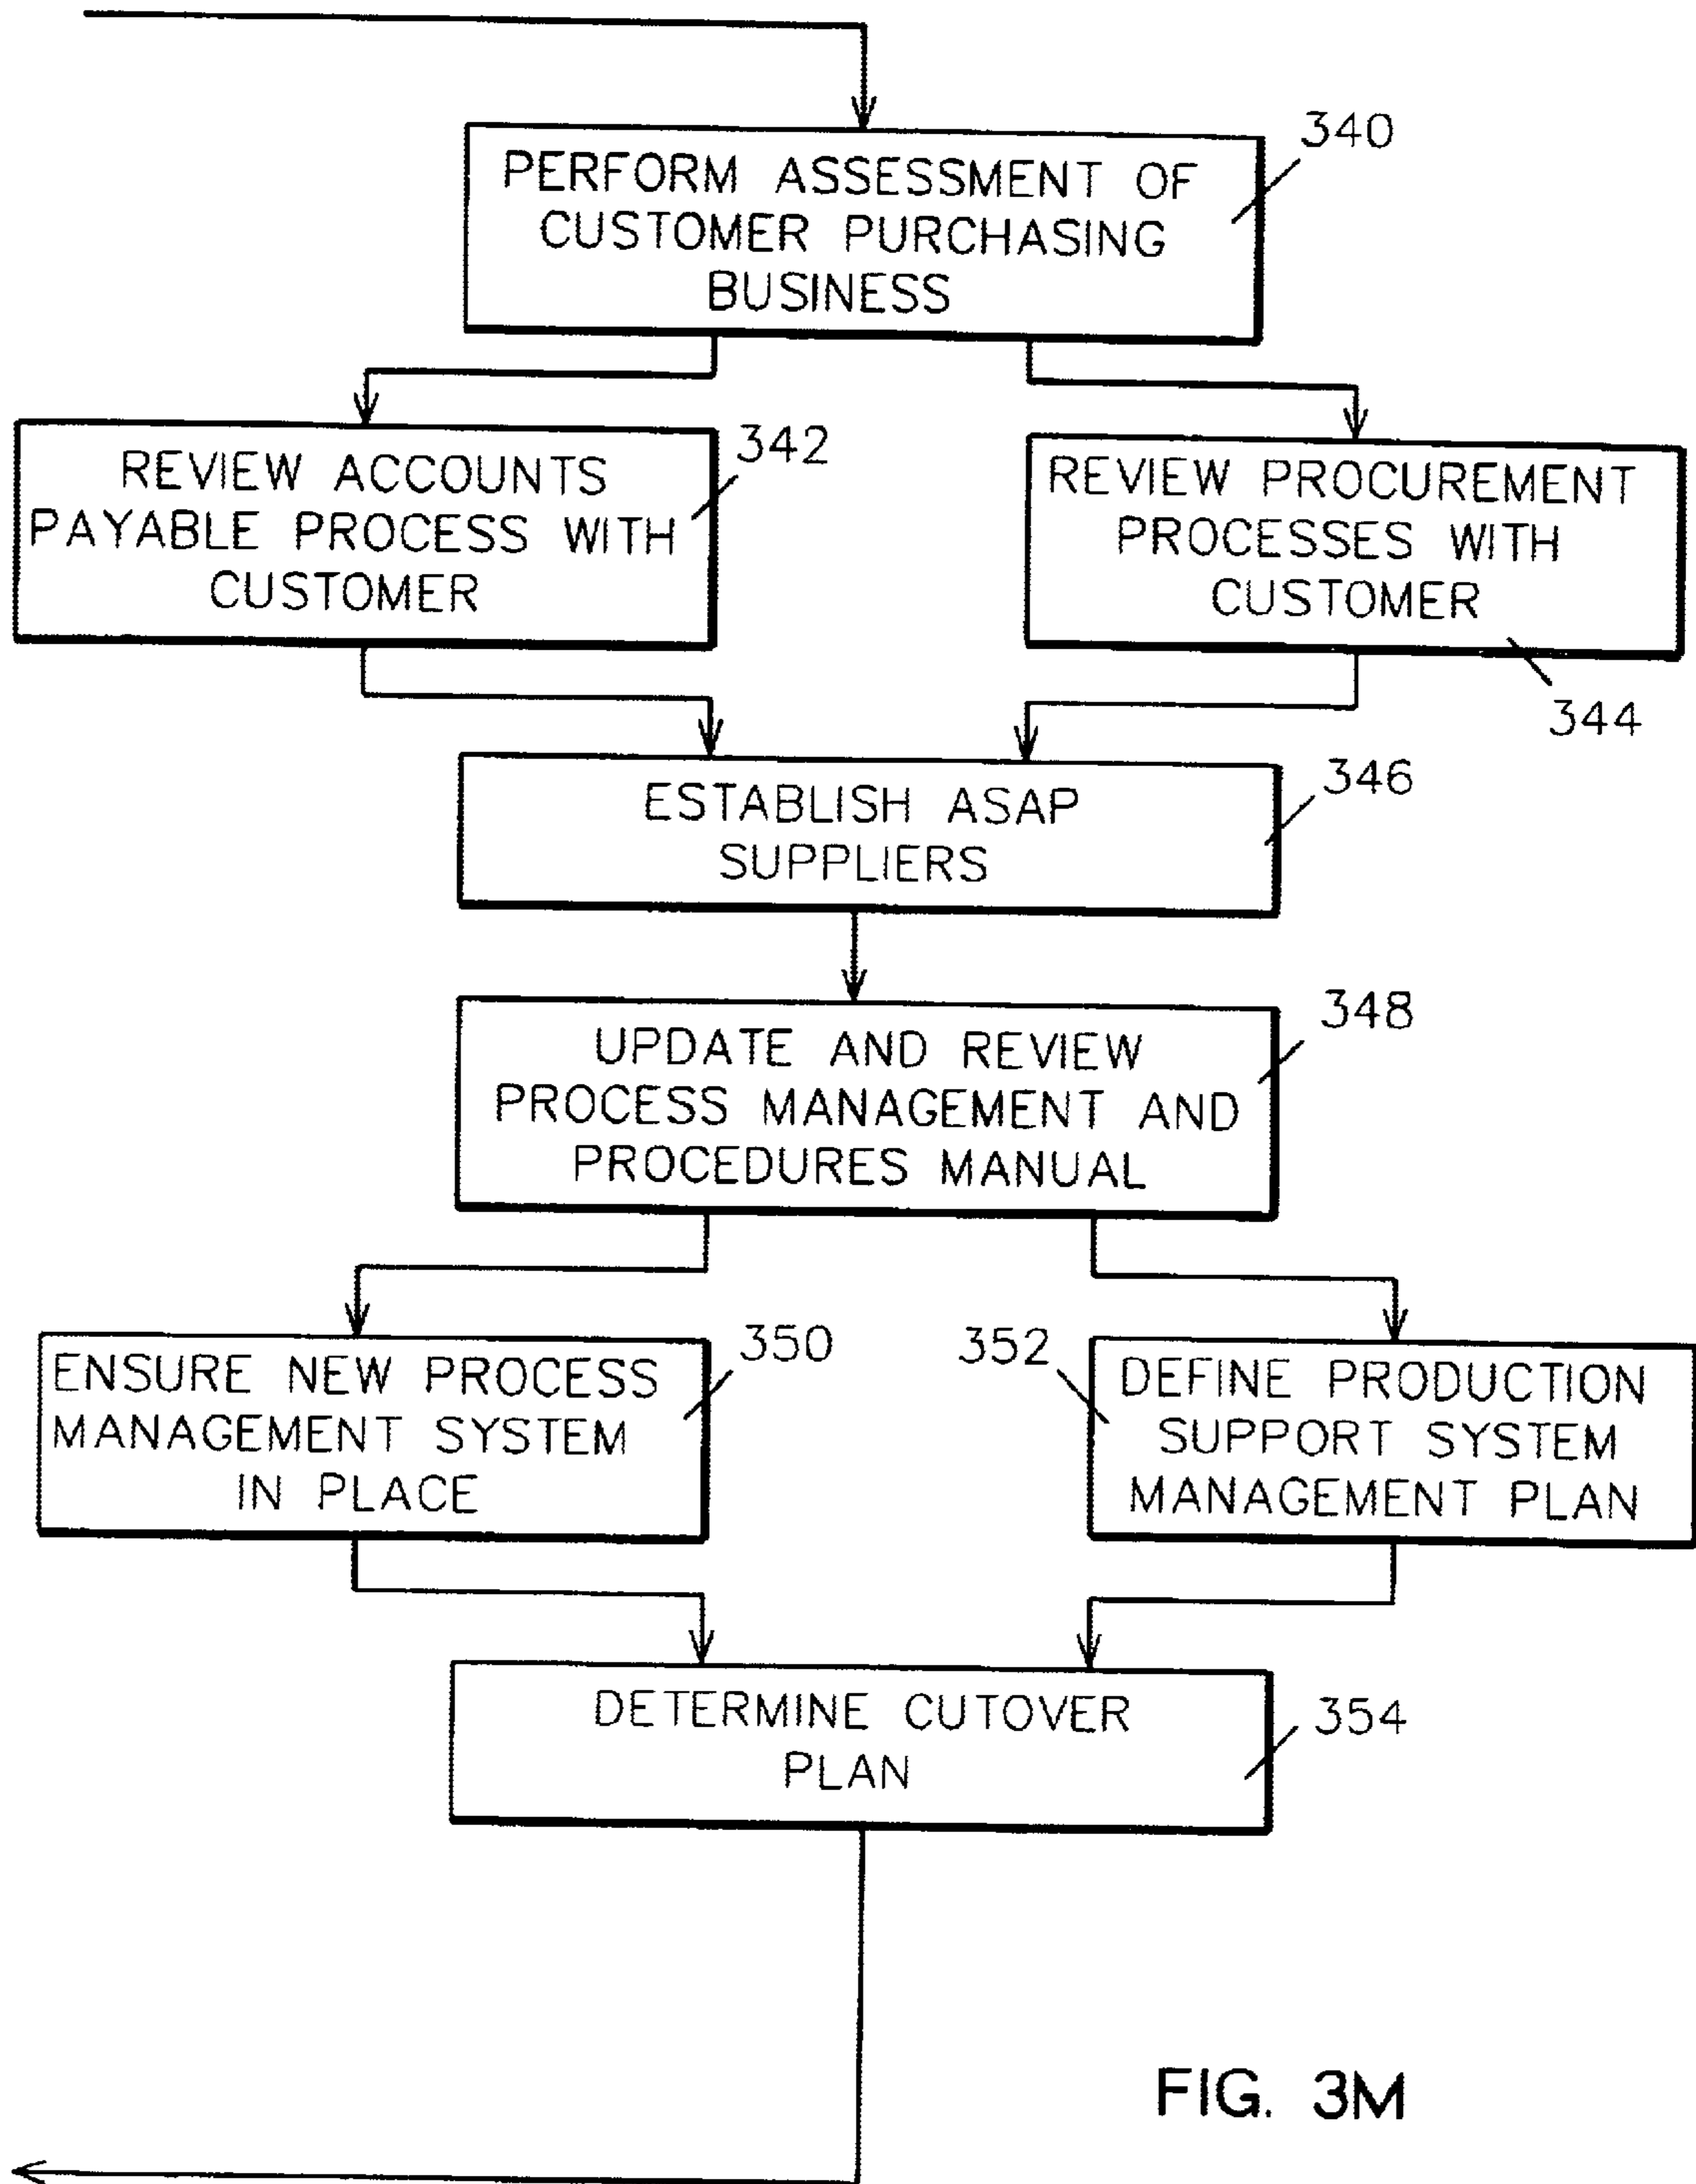 340
PERFORM ASSESSMENT OF
CUSTOMER PURCHASING
BUSINESS
342
REVIEW ACCOUNTS
PAYABLE PROCESS WITH
CUSTOMER
REVIEW PROCUREMENT
PROCESSES WITH
CUSTOMER
344
346
ESTABLISH ASAP
SUPPLIERS
348
UPDATE AND REVIEW
PROCESS MANAGEMENT AND
PROCEDURES MANUAL
350
ENSURE NEW PROCESS
MANAGEMENT SYSTEM
IN PLACE
352
DEFINE PRODUCTION
SUPPORT SYSTEM
MANAGEMENT PLAN
DETERMINE CUTOVER
PLAN
354
FIG. 3M